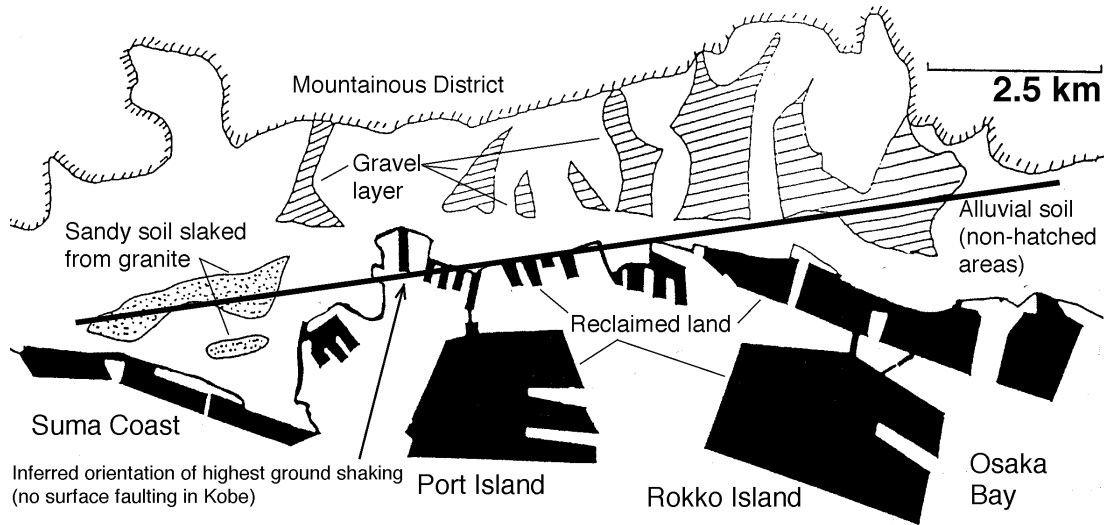 Mountainous District
2.5 km
Gravel
layer
Sandy soil slaked
from granite
Alluvial soil
(non-hatched
areas)
Reclaimed land
Suma Coast
Inferred orientation of highest ground shaking
(no surface faulting in Kobe)
Port Island
Rokko Island
Osaka
Bay